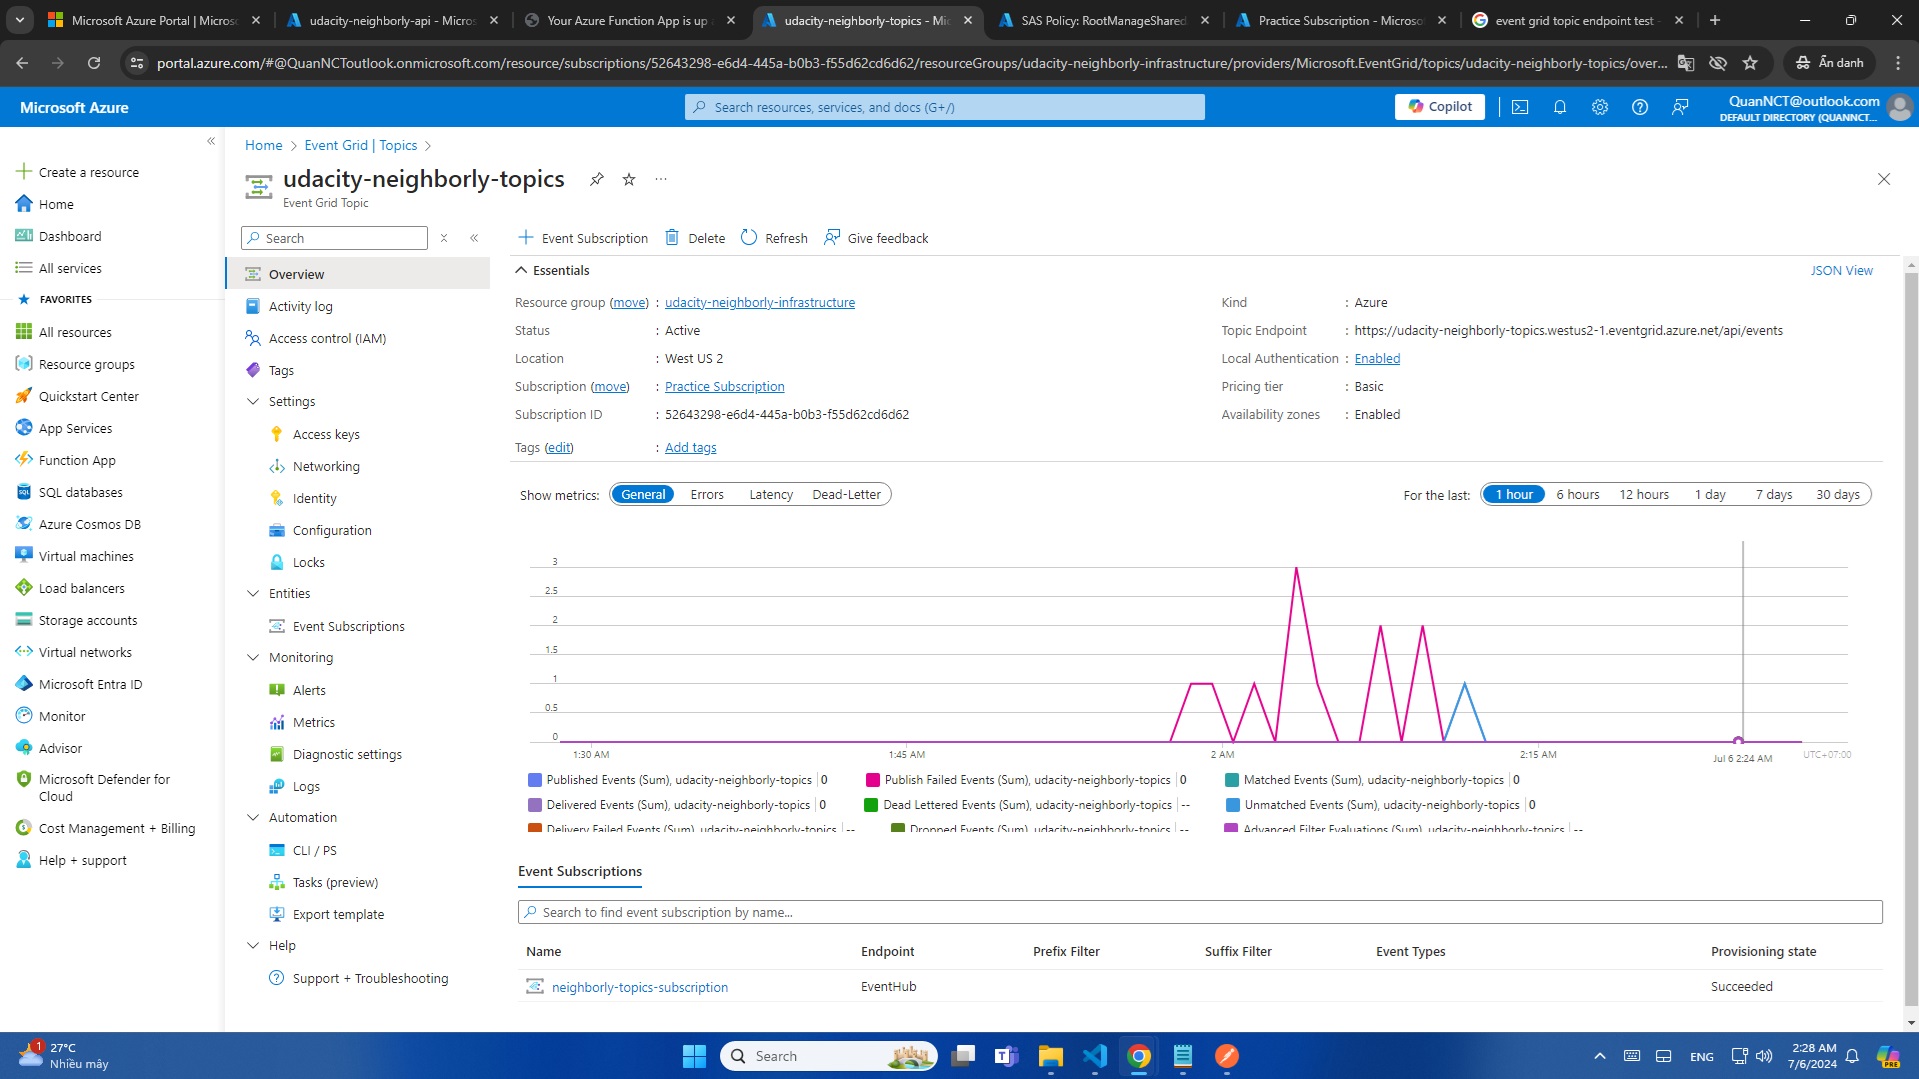 Microsoft Azure Portal | Micros
udacity-neighborly-api - Micros
Your Azure Function App is up
udacity-neighborly-topics - Mic
SAS Policy: RootManageShared
Practice Subscription - Microso
event grid topic endpoint test -
portal.azure.com/#@QuanNCToutlook.onmicrosoft.com/resource/subscriptions/52643298-e6d4-445a-b0b3-f55d62cd6d62/resourceGroups/udacity-neighborly-infrastructure/providers/Microsoft.EventGrid/topics/udacity-neighborly-topics/over...
Ẩn danh
Microsoft Azure
Search resources, services, and docs (G+/)
Copilot
QuanNCT@outlook.com
DEFAULT DIRECTORY (QUANNCT...
Create a resource
Home
Dashboard
All services
FAVORITES
All resources
Resource groups
Quickstart Center
App Services
Function App
SQL databases
Azure Cosmos DB
Virtual machines
Load balancers
Storage accounts
Virtual networks
Microsoft Entra ID
Monitor
Advisor
Microsoft Defender for
Cloud
Cost Management + Billing
Help + support
Home > Event Grid | Topics >
udacity-neighborly-topics
Event Grid Topic
Search
Overview
Activity log
Access control (IAM)
Tags
Settings
Access keys
Networking
Identity
Configuration
Locks
Entities
Event Subscriptions
Monitoring
Alerts
Metrics
Diagnostic settings
Logs
Automation
CLI / PS
Tasks (preview)
Export template
Help
Support + Troubleshooting
Event Subscription Delete Refresh Give feedback
Essentials
JSON View
Resource group (move) : udacity-neighborly-infrastructure
Status : Active
Location : West US 2
Subscription (move) : Practice Subscription
Subscription ID : 52643298-e6d4-445a-b0b3-f55d62cd6d62
Tags (edit) : Add tags
Kind : Azure
Topic Endpoint : https://udacity-neighborly-topics.westus2-1.eventgrid.azure.net/api/events
Local Authentication : Enabled
Pricing tier : Basic
Availability zones : Enabled
Show metrics: General Errors Latency Dead-Letter
For the last: 1 hour 6 hours 12 hours 1 day 7 days 30 days
3
2.5
2
1.5
1
0.5
0
1:30 AM 1:45 AM 2 AM 2:15 AM Jul 6 2:24 AM UTC+07:00
Published Events (Sum), udacity-neighborly-topics | 0
Publish Failed Events (Sum), udacity-neighborly-topics | 0
Matched Events (Sum), udacity-neighborly-topics | 0
Delivered Events (Sum), udacity-neighborly-topics | 0
Dead Lettered Events (Sum), udacity-neighborly-topics | --
Unmatched Events (Sum), udacity-neighborly-topics | 0
Delivery Failed Events (Sum), udacity-neighborly-topics | --
Dropped Events (Sum), udacity-neighborly-topics | --
Advanced Filter Evaluations (Sum), udacity-neighborly-topics | --
Event Subscriptions
Search to find event subscription by name...
Name Endpoint Prefix Filter Suffix Filter Event Types Provisioning state
neighborly-topics-subscription EventHub Succeeded
1
27°C
Nhiều mây
Search
ENG
2:28 AM
7/6/2024
PRE